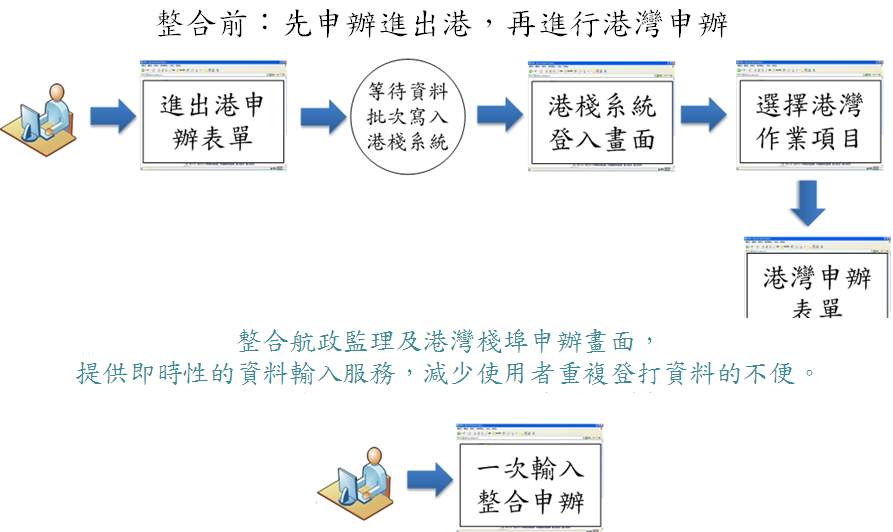 整合前：先申辦進出港，再進行港灣申辦
進出港申
辦表單
等待資料
批次寫入
港棧系統
港棧系統
登入畫面
選擇港灣
作業項目
港灣申辦
表單
整合航政監理及港灣棧埠申辦畫面，
提供即時性的資料輸入服務，減少使用者重複登打資料的不便。
一次輸入
整合申辦